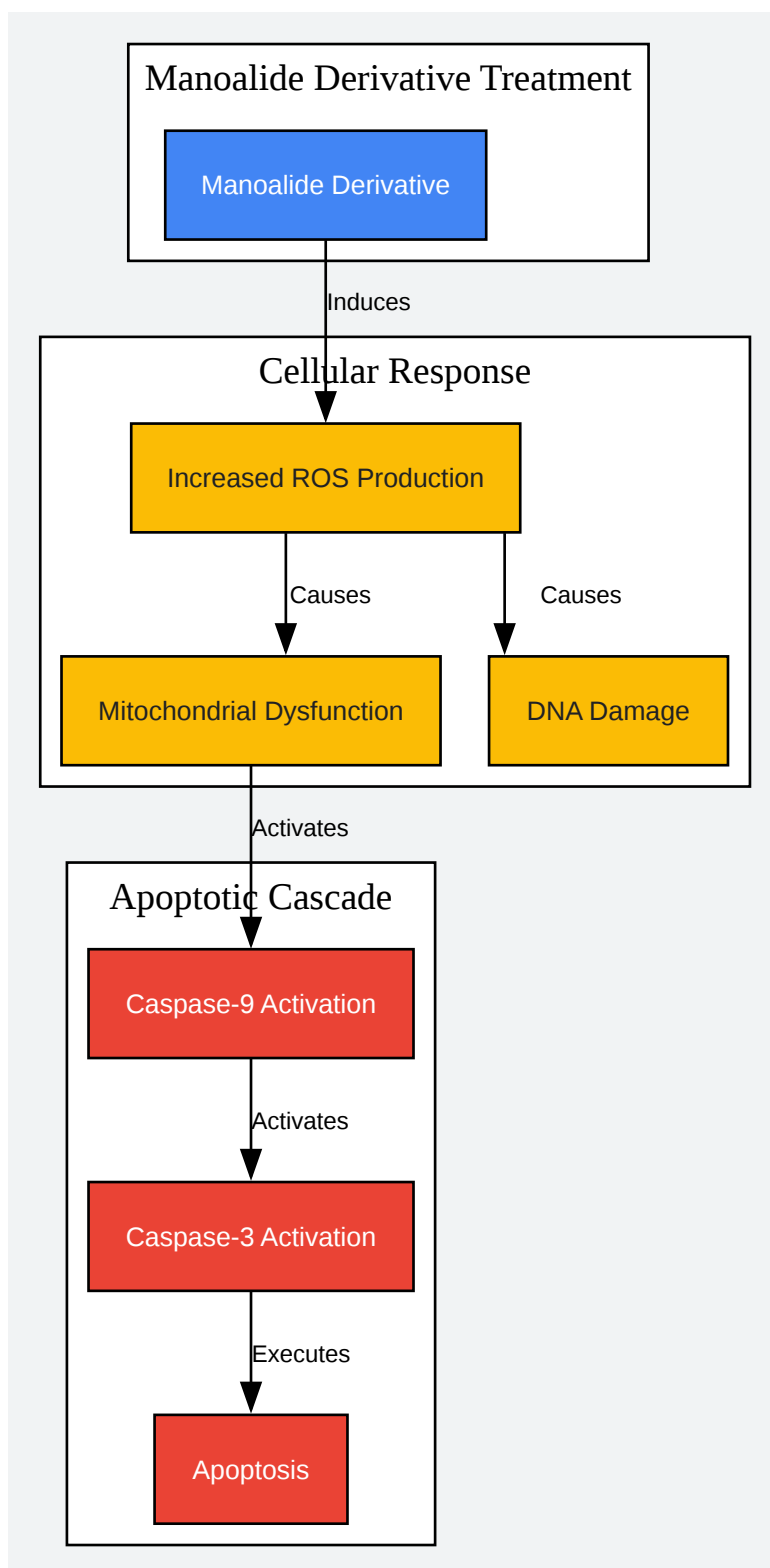 Manoalide Derivative Treatment
Manoalide Derivative
Induces
Cellular Response
Increased ROS Production
Causes
Causes
Mitochondrial Dysfunction
DNA Damage
Activates
Apoptotic Cascade
Caspase-9 Activation
Activates
Caspase-3 Activation
Executes
Apoptosis